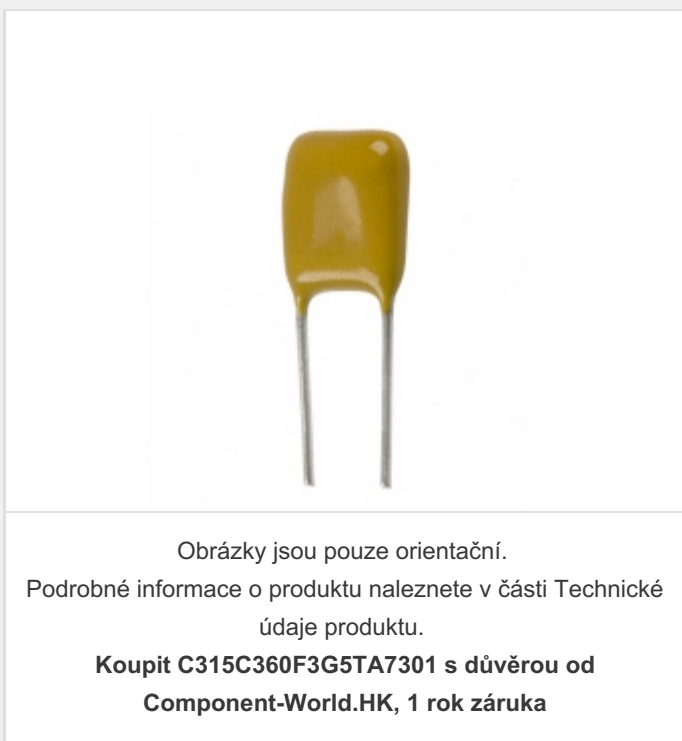 Obrázky jsou pouze orientační.
Podrobné informace o produktu naleznete v části Technické
údaje produktu.
Koupit C315C360F3G5TA7301 s důvěrou od
Component-World.HK, 1 rok záruka